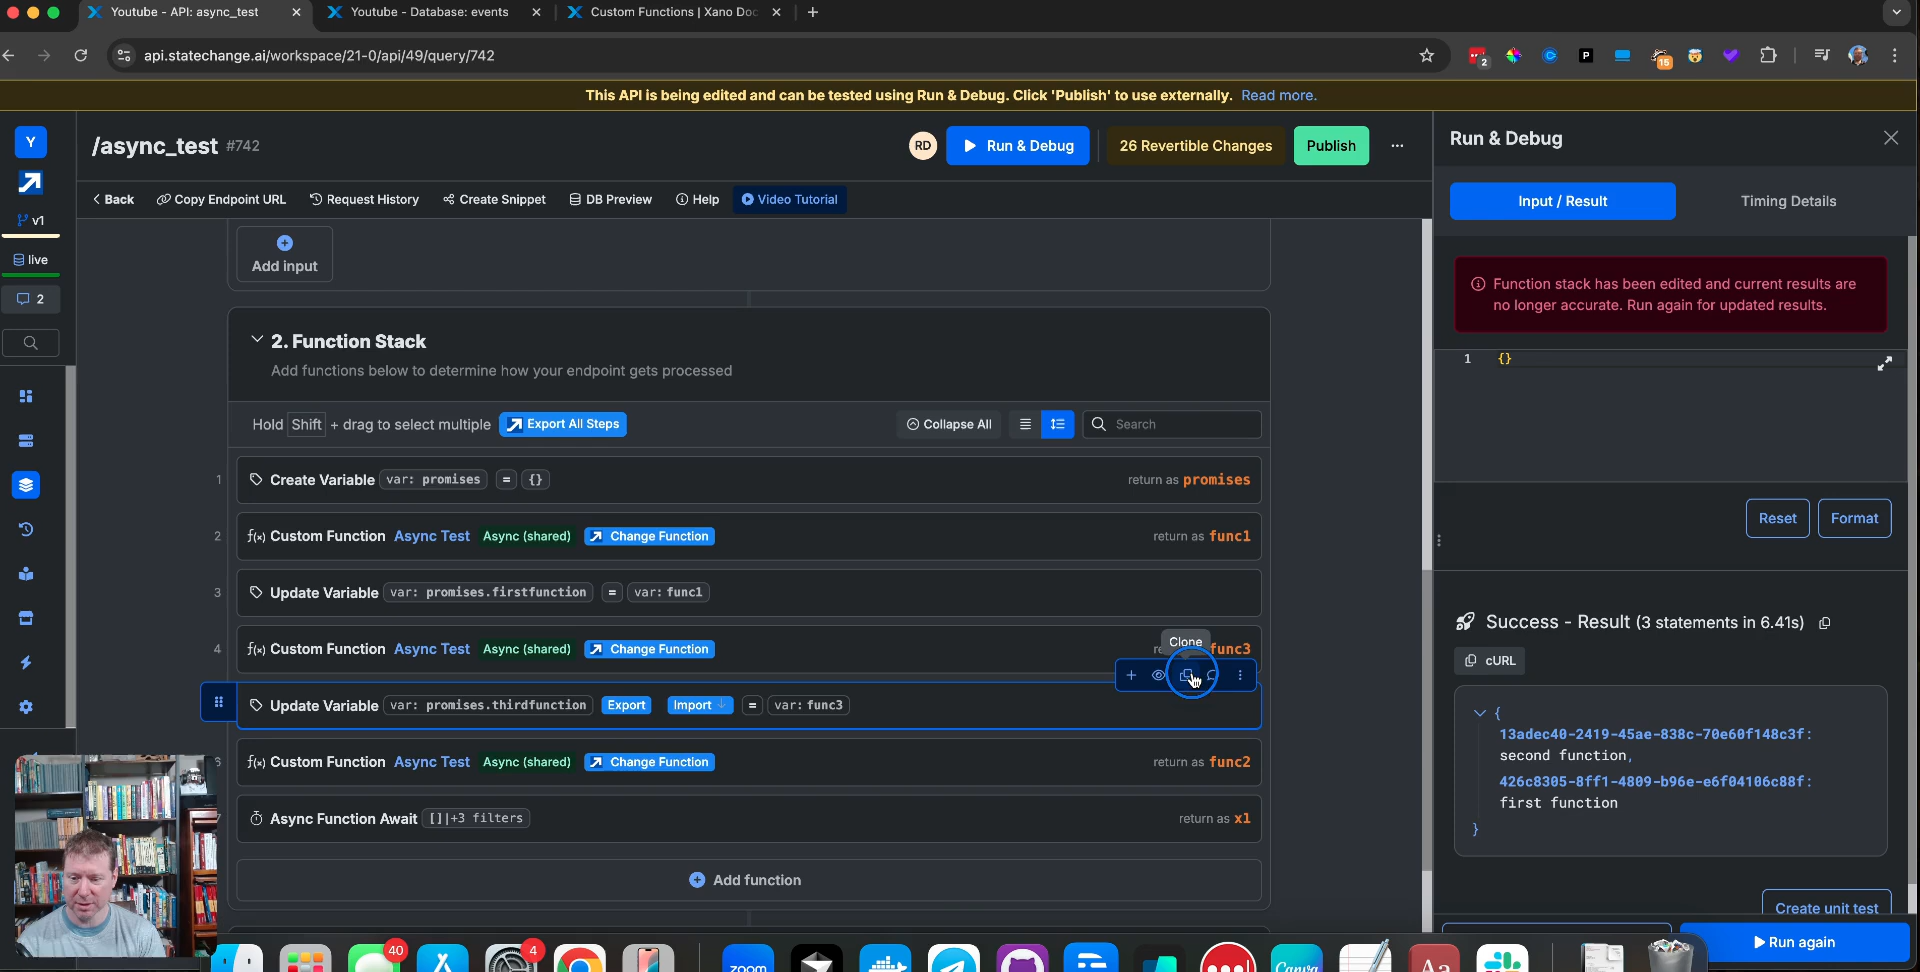 Youtube - API: async_test
Youtube - Database: events
Custom Functions | Xano Doc
api.statechange.ai/workspace/21-0/api/49/query/742
2
P
15
This API is being edited and can be tested using Run & Debug. Click 'Publish' to use externally. Read more.
Y
/async_test #742
RD
Run & Debug
26 Revertible Changes
Publish
Run & Debug
v1
Back
Copy Endpoint URL
Request History
Create Snippet
DB Preview
Help
Video Tutorial
Input / Result
Timing Details
live
2
Add input
Function stack has been edited and current results are
no longer accurate. Run again for updated results.
2. Function Stack
Add functions below to determine how your endpoint gets processed
1 {}
Hold Shift + drag to select multiple
Export All Steps
Collapse All
Search
1 Create Variable var: promises = {} return as promises
2 f(x) Custom Function Async Test Async (shared) Change Function return as func1
Reset
Format
3 Update Variable var: promises.firstfunction = var: func1
4 f(x) Custom Function Async Test Async (shared) Change Function func3
Clone
Update Variable var: promises.thirdfunction Export Import ↓ = var: func3
f(x) Custom Function Async Test Async (shared) Change Function return as func2
Async Function Await []|+3 filters return as x1
Add function
Success - Result (3 statements in 6.41s)
cURL
{
13adec40-2419-45ae-838c-70e60f148c3f:
second function,
426c8305-8ff1-4809-b96e-e6f04106c88f:
first function
}
Create unit test
Run again
40
4
zoom
Canva
Aa